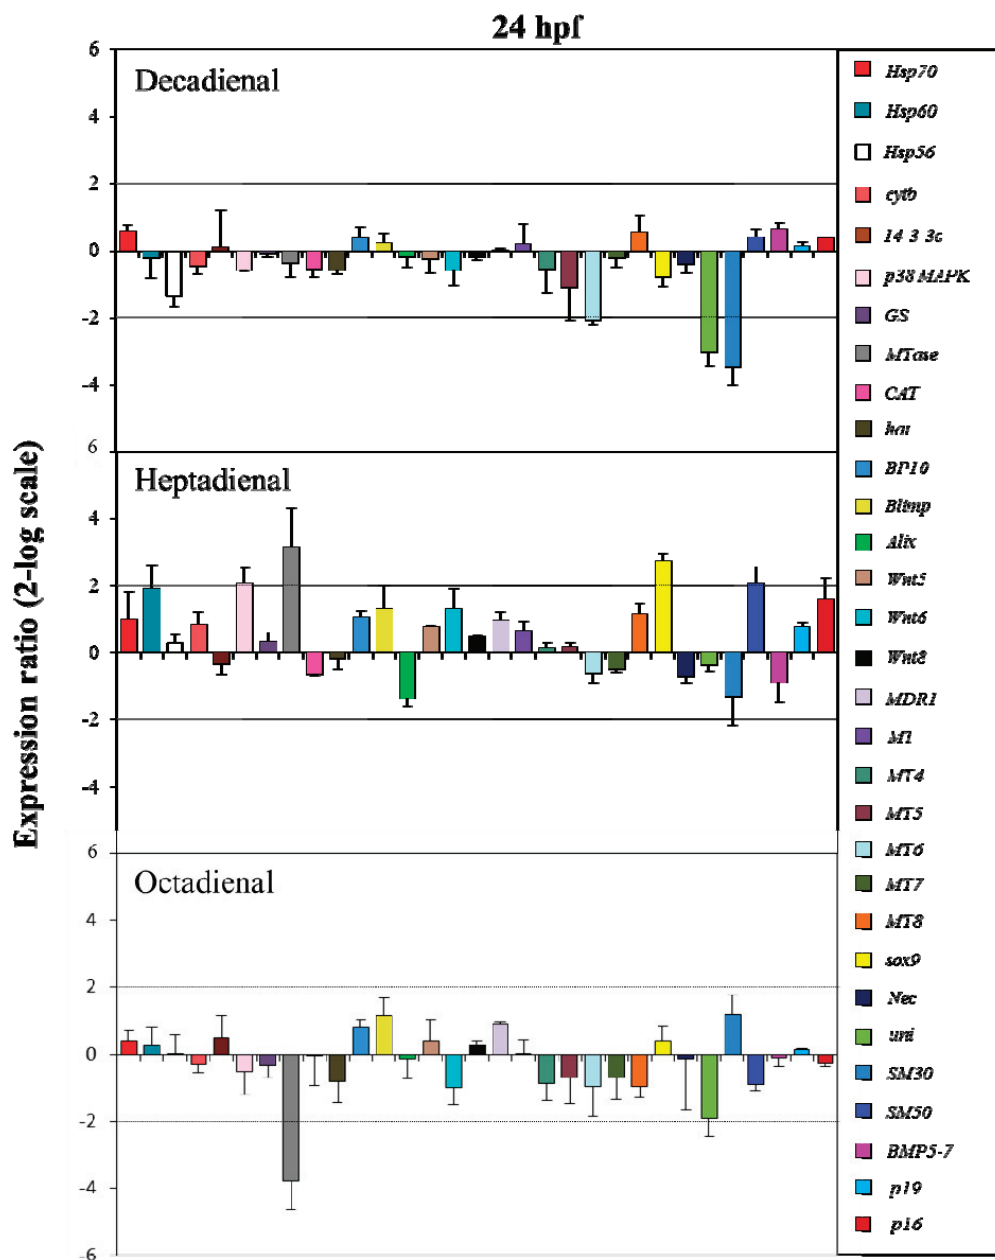 24 hpf
Expression ratio (2-log scale)
6
Decadienal
4
2
0
-2
-4
6
Heptadienal
4
2
0
-2
-4
6
Octadienal
4
2
0
-2
-4
-6
Hsp70
Hsp60
Hsp56
cytb
14-3-3ε
p38 MAPK
GS
MTase
CAT
hat
BP10
Blimp
Alix
Wnt5
Wnt6
Wnt8
MDR1
M1
MT4
MT5
MT6
MT7
MT8
sox9
Nec
uni
SM30
SM50
BMP5-7
p19
p16